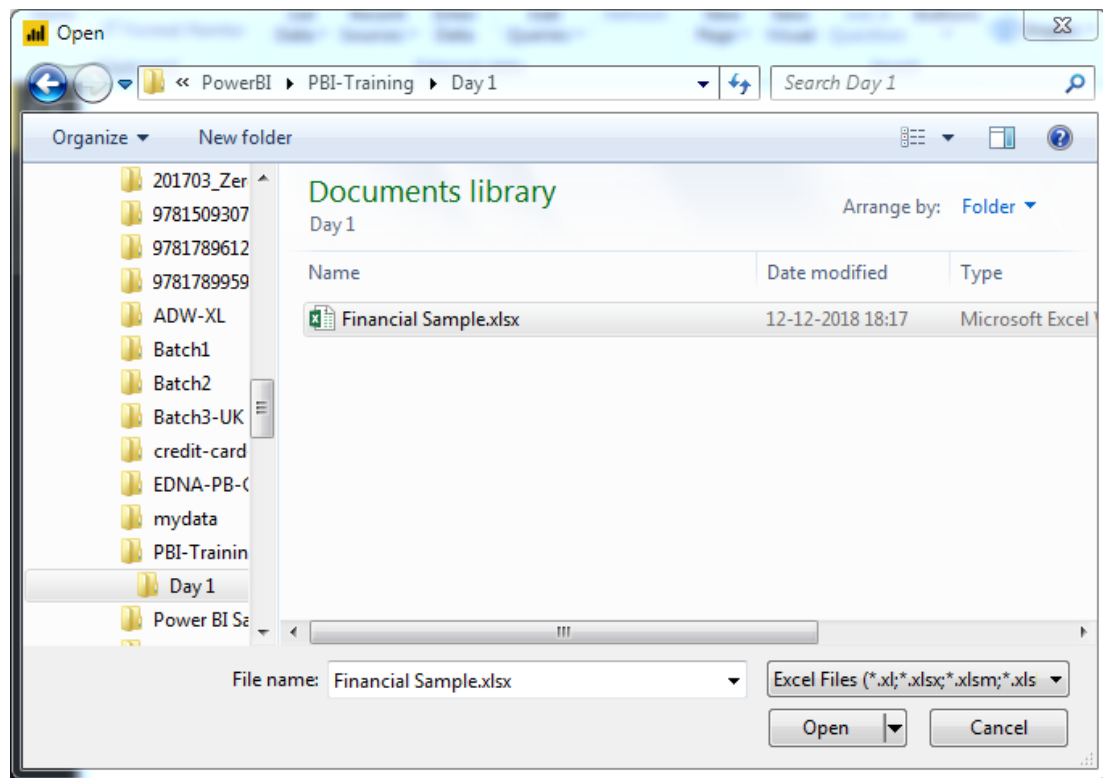 Open
« PowerBI PBI-Training Day 1
Search Day 1
Organize New folder
201703_Zer
9781509307
9781789612
9781789959
ADW-XL
Batch1
Batch2
Batch3-UK
credit-card
EDNA-PB-
mydata
PBI-Trainin
Day 1
Power BI Sa
Documents library
Day 1
Arrange by: Folder
Name Date modified Type
Financial Sample.xlsx 12-12-2018 18:17 Microsoft Excel
File name: Financial Sample.xlsx Excel Files (*.xl;*.xlsx;*.xlsm;*.xls
Open Cancel